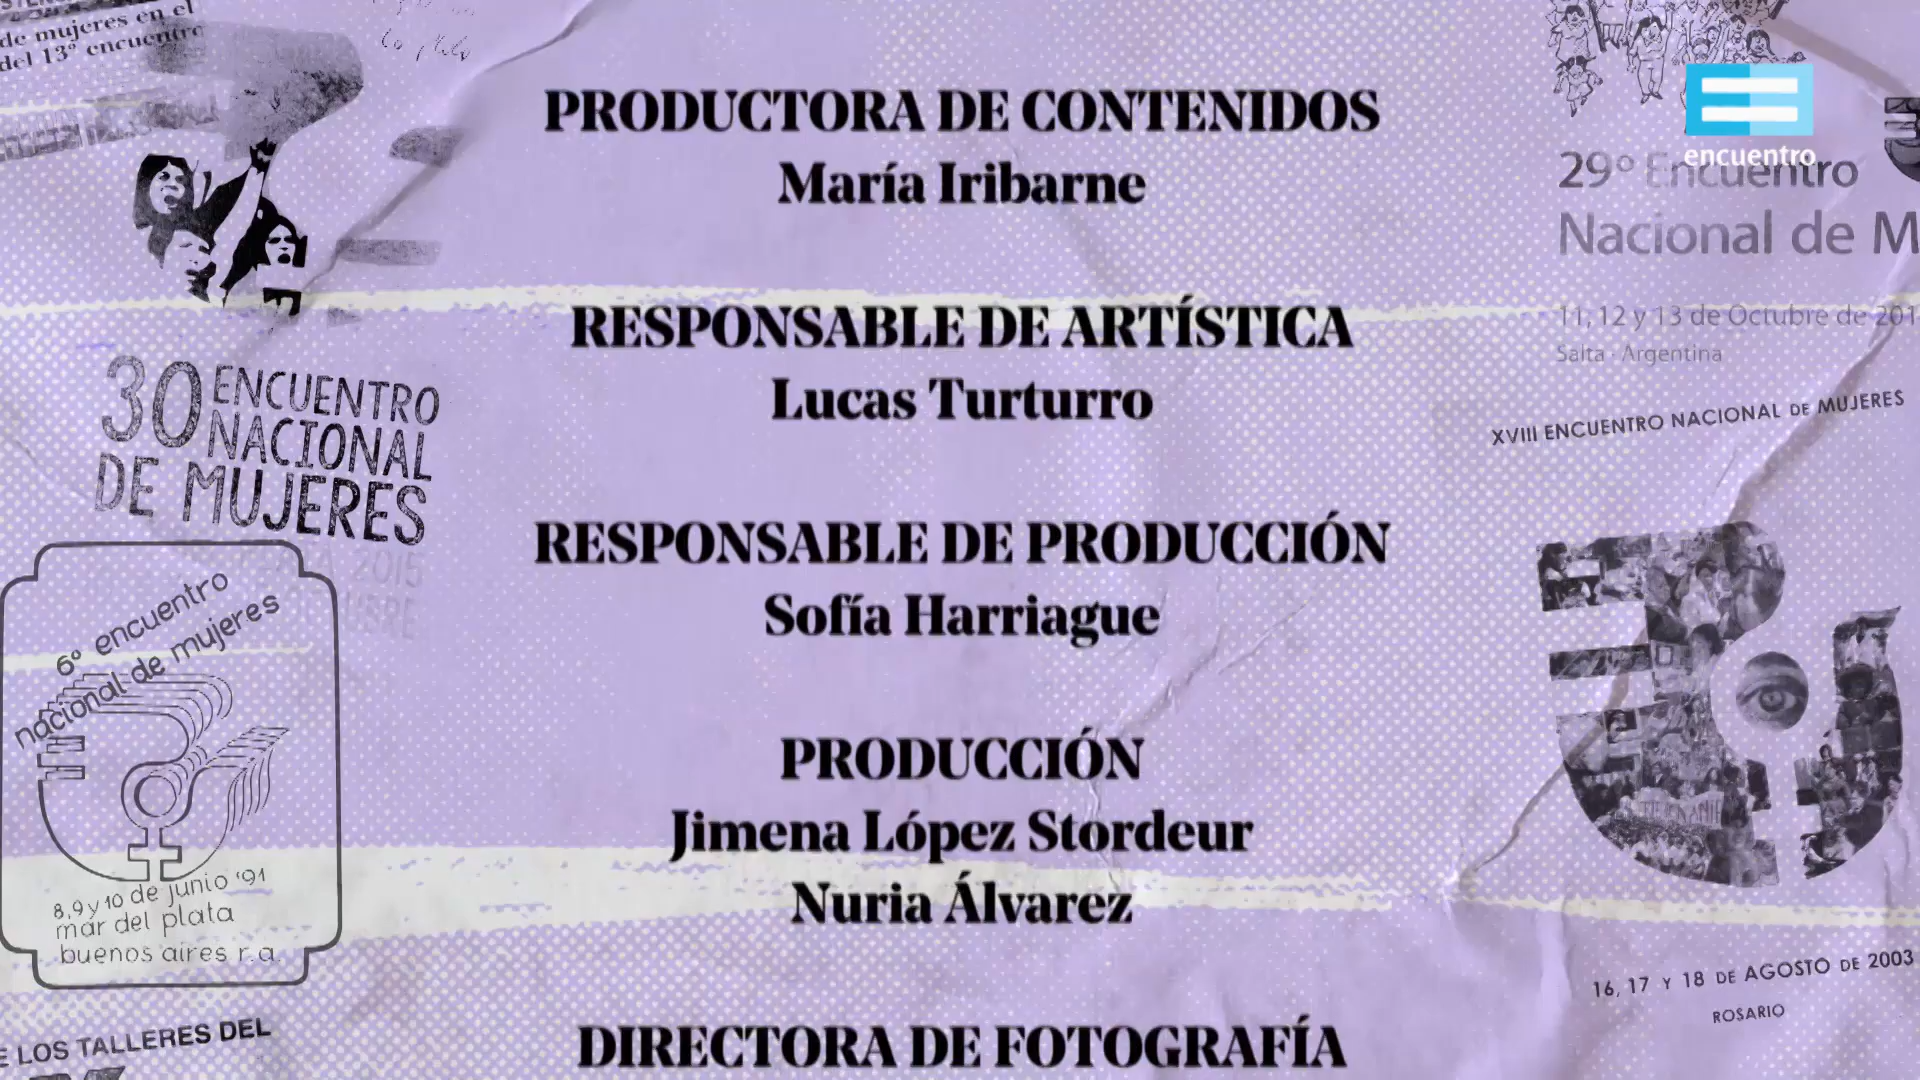 de mujeres en el
del 13º encuentro
PRODUCTORA DE CONTENIDOS
María Iribarne
RESPONSABLE DE ARTÍSTICA
Lucas Turturro
RESPONSABLE DE PRODUCCIÓN
Sofía Harriague
PRODUCCIÓN
Jimena López Stordeur
Nuria Álvarez
DIRECTORA DE FOTOGRAFÍA
30 ENCUENTRO
NACIONAL
DE MUJERES
2015
6º encuentro
nacional de mujeres
8, 9 y 10 de junio '91
mar del plata
buenos aires r.a.
LOS TALLERES DEL
encuentro
29º Encuentro
Nacional de M
11, 12 y 13 de Octubre de 201
Salta · Argentina
XVIII ENCUENTRO NACIONAL DE MUJERES
16, 17 Y 18 DE AGOSTO DE 2003
ROSARIO